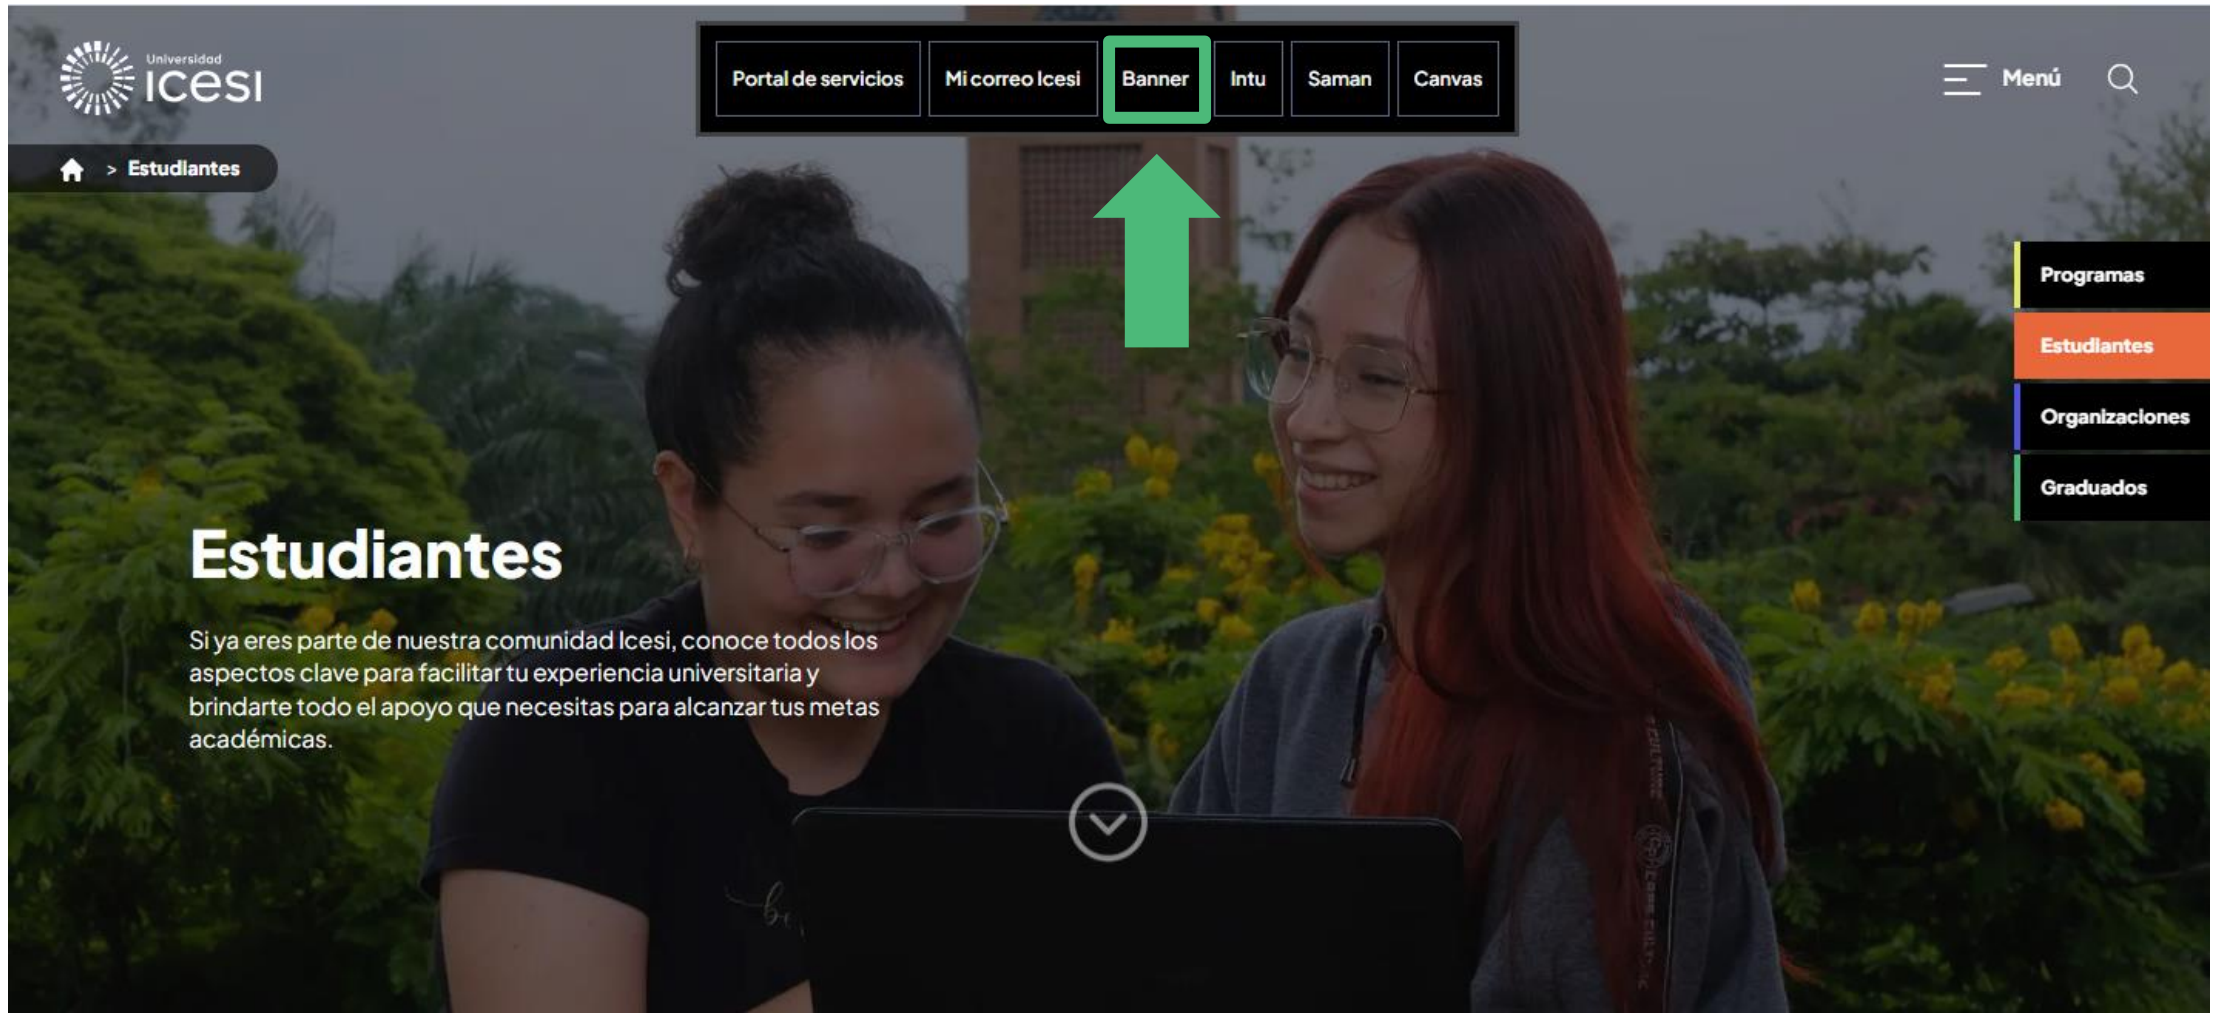 Universidad
icesi
Portal de servicios
Mi correo Icesi
Banner
Intu
Saman
Canvas
Menú
> Estudiantes
Programas
Estudiantes
Organizaciones
Graduados
Estudiantes
Si ya eres parte de nuestra comunidad Icesi, conoce todos los
aspectos clave para facilitar tu experiencia universitaria y
brindarte todo el apoyo que necesitas para alcanzar tus metas
académicas.